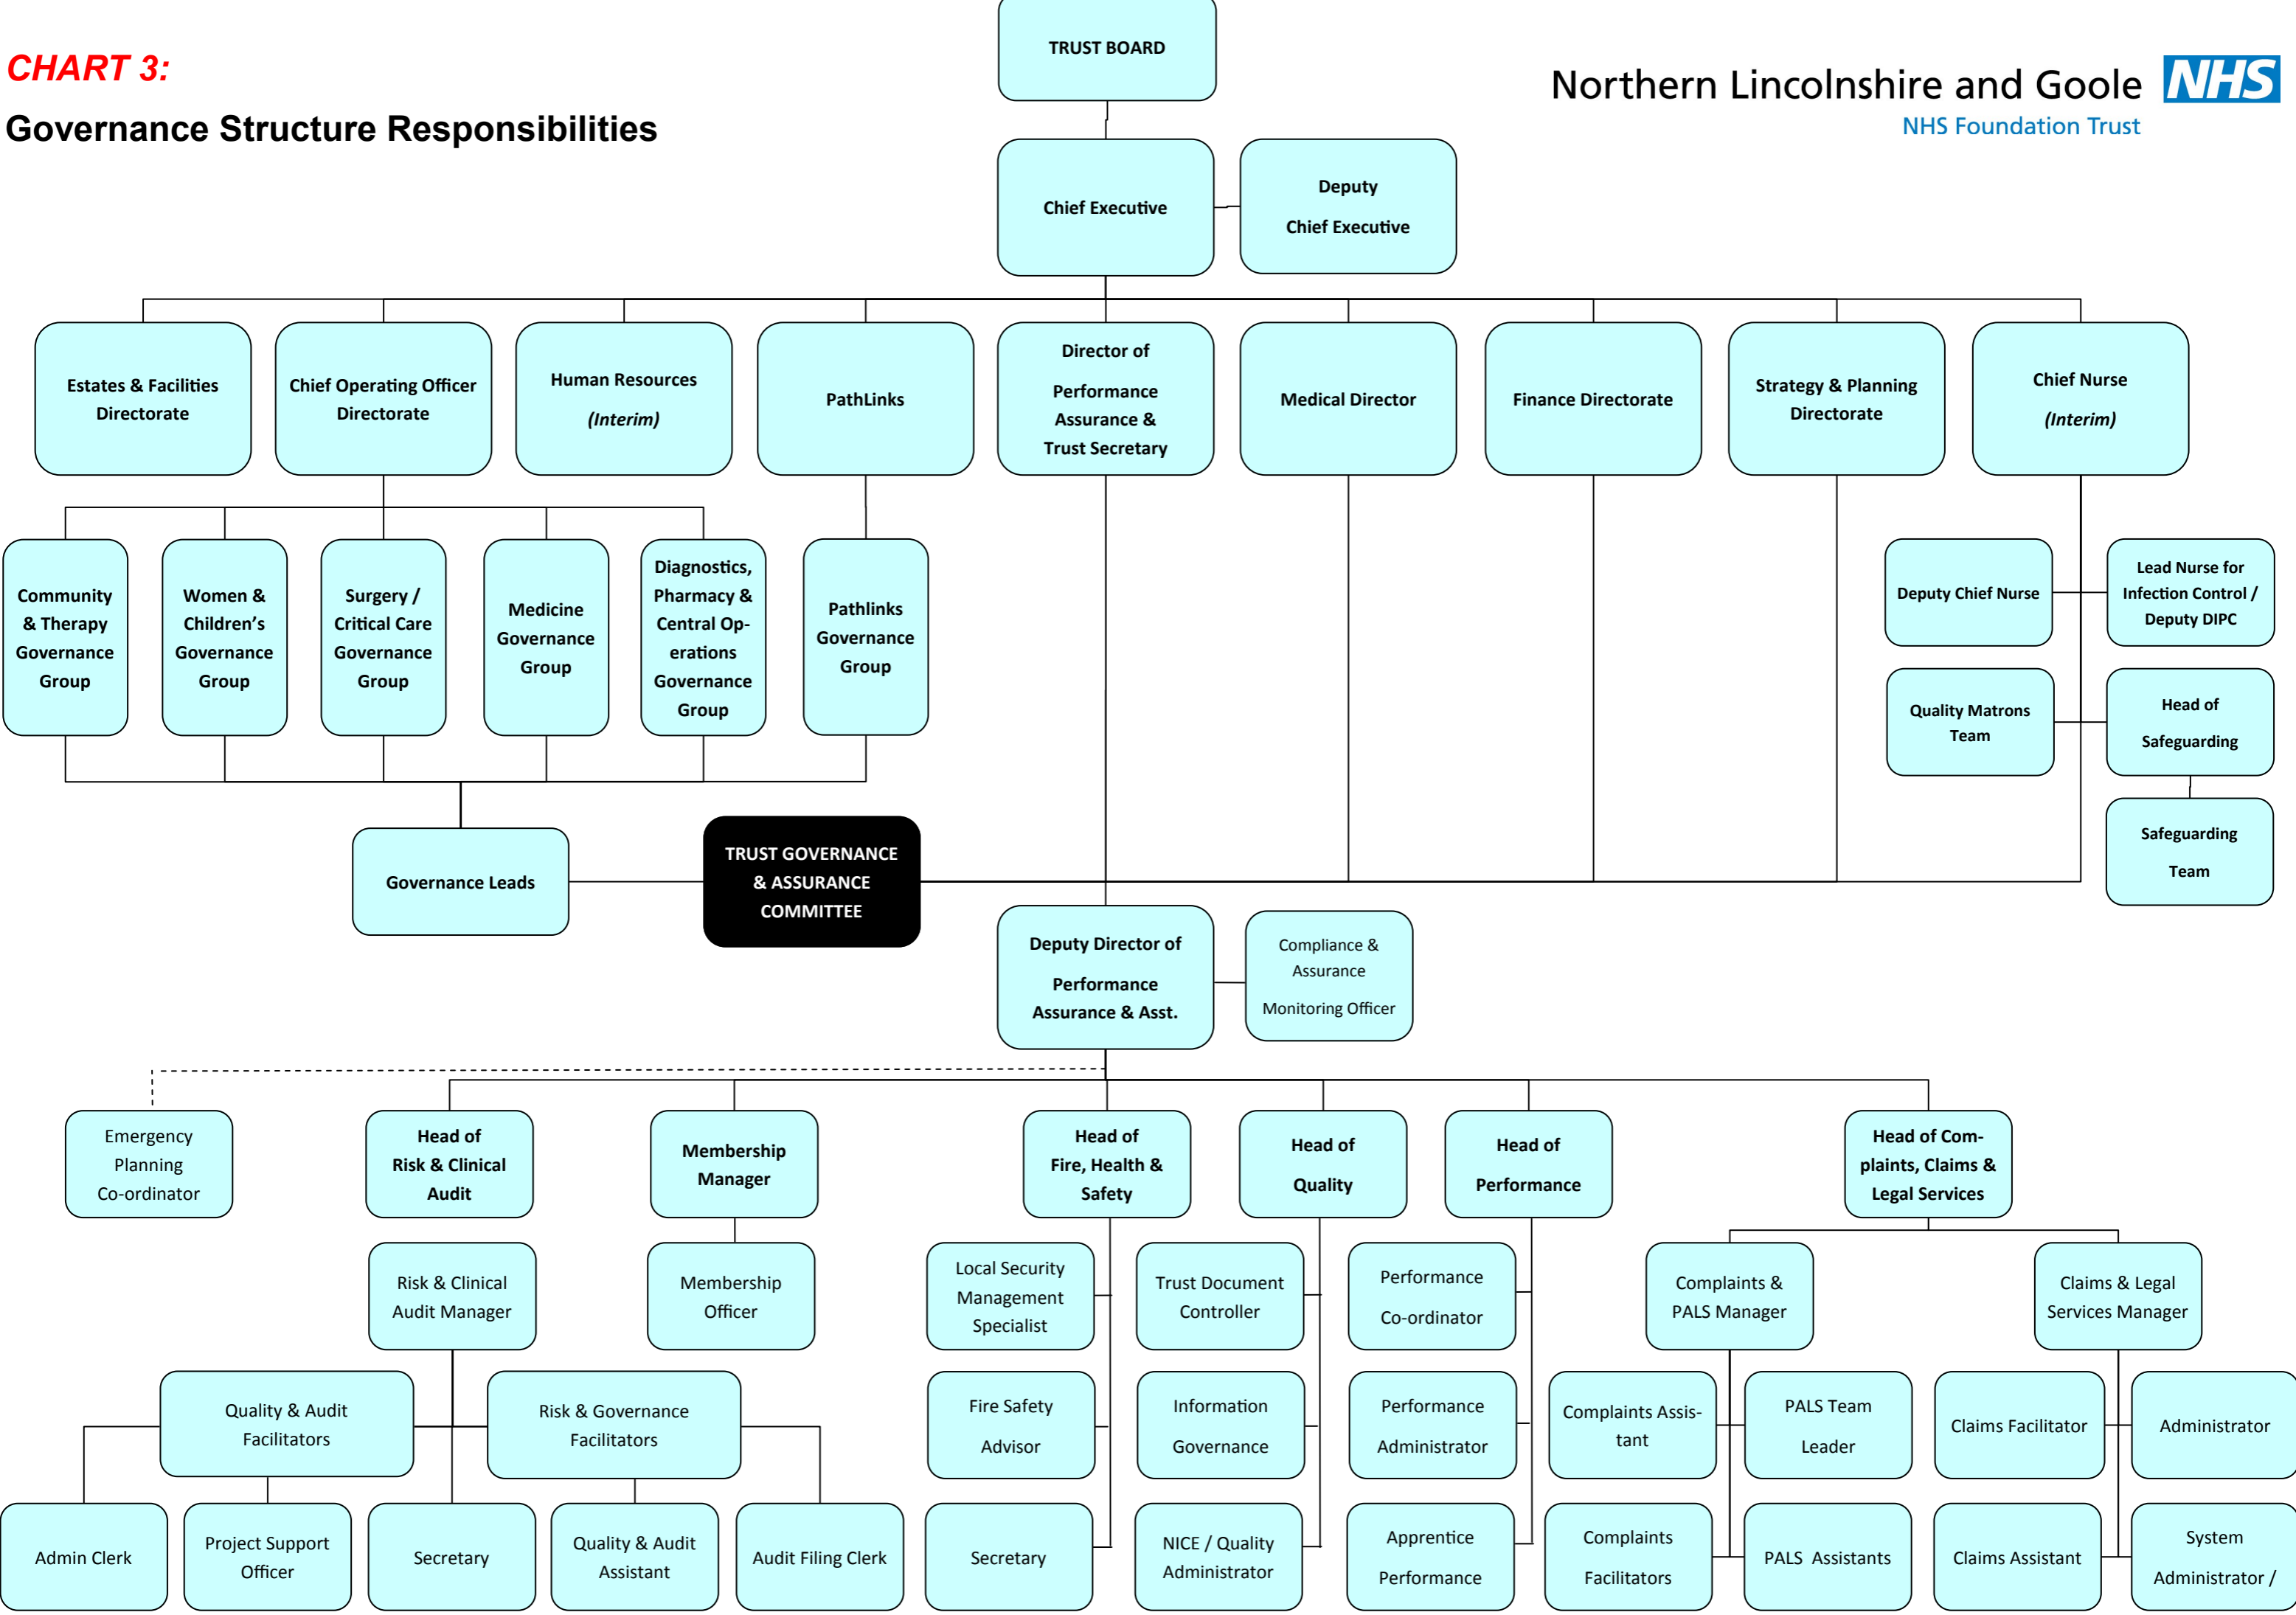 TRUST BOARD
CHART 3:
Governance Structure Responsibilities
Northern Lincolnshire and Goole NHS
NHS Foundation Trust
Chief Executive
Deputy
Chief Executive
Estates & Facilities
Directorate
Chief Operating Officer
Directorate
Human Resources
(Interim)
PathLinks
Director of
Performance
Assurance &
Trust Secretary
Medical Director
Finance Directorate
Strategy & Planning
Directorate
Chief Nurse
(Interim)
Community
& Therapy
Governance
Group
Women &
Children’s
Governance
Group
Surgery /
Critical Care
Governance
Group
Medicine
Governance
Group
Diagnostics,
Pharmacy &
Central Op-
erations
Governance
Group
Pathlinks
Governance
Group
Deputy Chief Nurse
Lead Nurse for
Infection Control /
Deputy DIPC
Quality Matrons
Team
Head of
Safeguarding
Safeguarding
Team
Governance Leads
TRUST GOVERNANCE
& ASSURANCE
COMMITTEE
Deputy Director of
Performance
Assurance & Asst.
Compliance &
Assurance
Monitoring Officer
Emergency
Planning
Co-ordinator
Head of
Risk & Clinical
Audit
Membership
Manager
Head of
Fire, Health &
Safety
Head of
Quality
Head of
Performance
Head of Com-
plaints, Claims &
Legal Services
Risk & Clinical
Audit Manager
Membership
Officer
Local Security
Management
Specialist
Trust Document
Controller
Performance
Co-ordinator
Complaints &
PALS Manager
Claims & Legal
Services Manager
Quality & Audit
Facilitators
Risk & Governance
Facilitators
Fire Safety
Advisor
Information
Governance
Performance
Administrator
Complaints Assis-
tant
PALS Team
Leader
Claims Facilitator
Administrator
Admin Clerk
Project Support
Officer
Secretary
Quality & Audit
Assistant
Audit Filing Clerk
Secretary
NICE / Quality
Administrator
Apprentice
Performance
Complaints
Facilitators
PALS Assistants
Claims Assistant
System
Administrator /